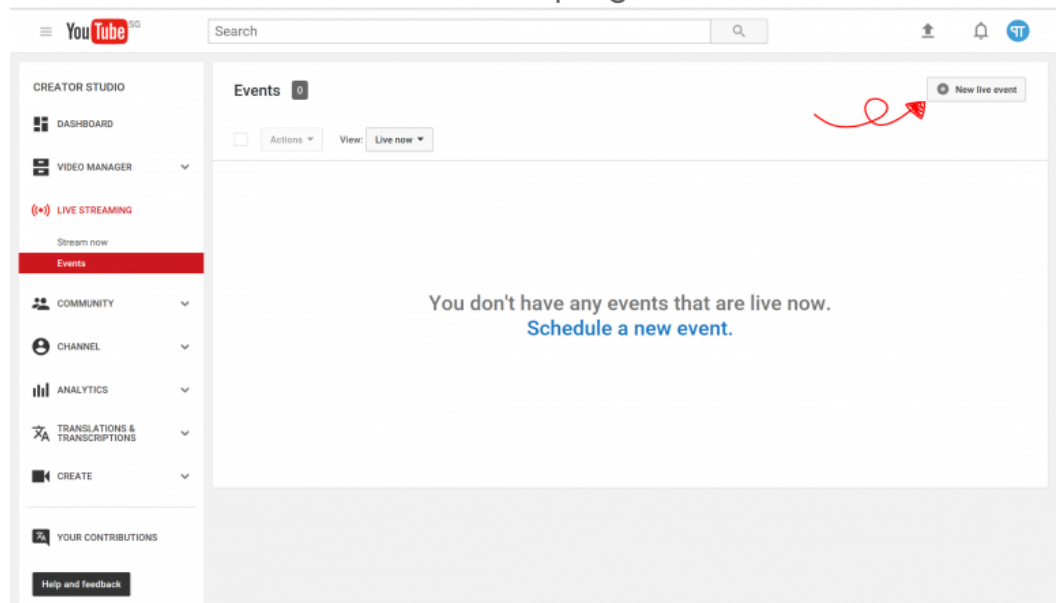 YouTube SG
Search
CREATOR STUDIO
DASHBOARD
VIDEO MANAGER
LIVE STREAMING
Stream now
Events
COMMUNITY
CHANNEL
ANALYTICS
TRANSLATIONS &
TRANSCRIPTIONS
CREATE
YOUR CONTRIBUTIONS
Help and feedback
Events 0
New live event
Actions View: Live now
You don't have any events that are live now.
Schedule a new event.